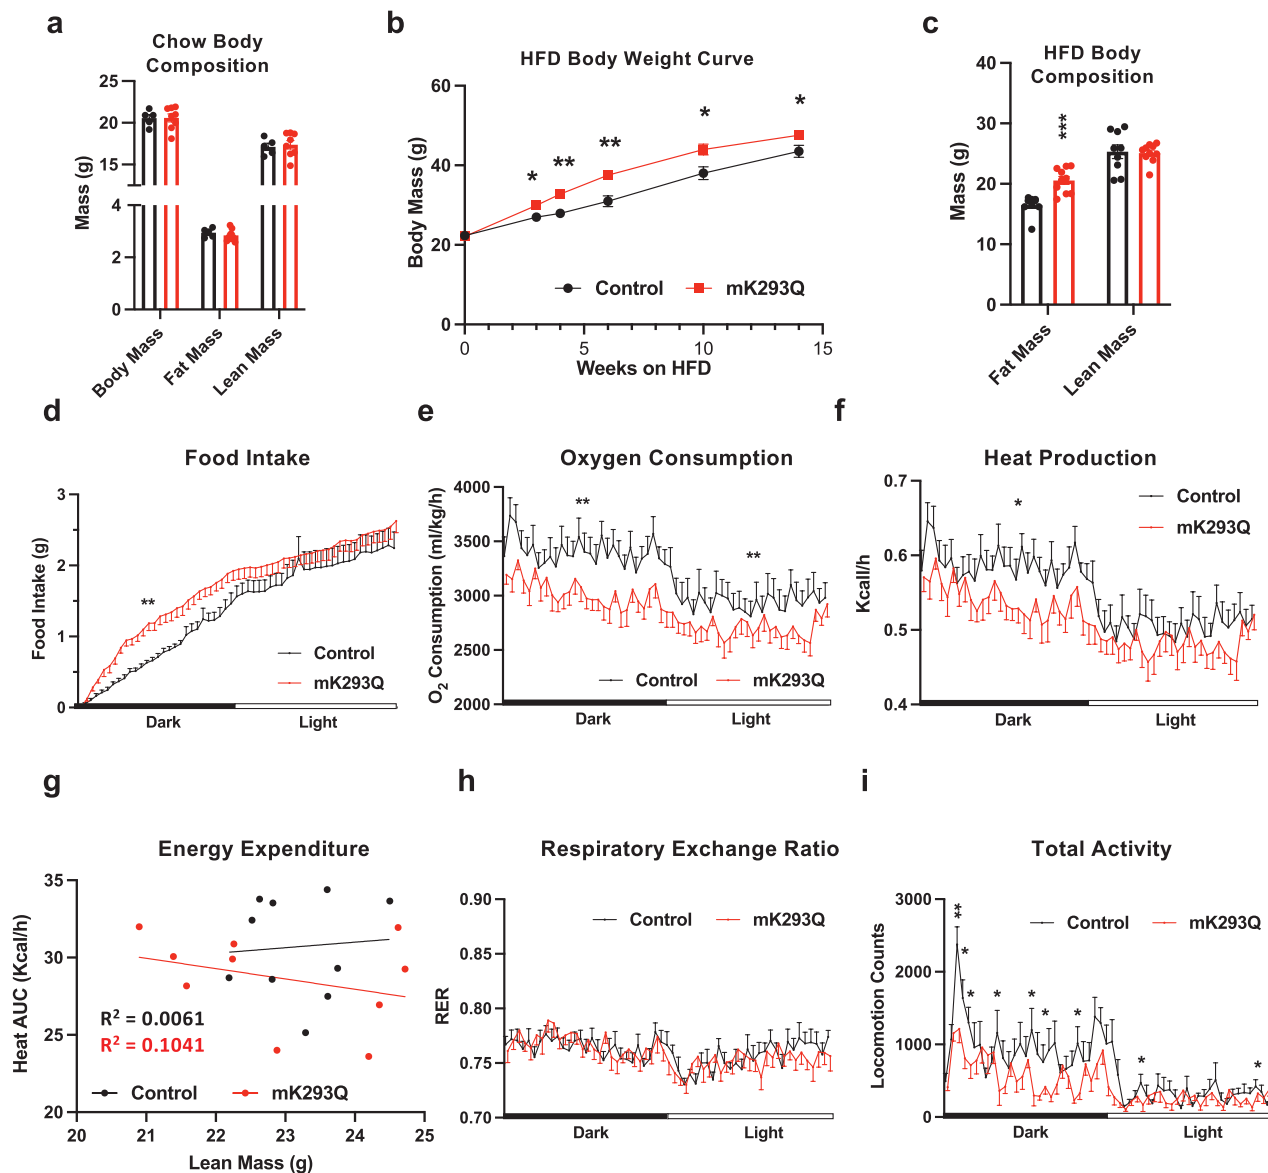 a
Chow Body
Composition
25
20
15
4
2
0
Mass (g)
Body Mass
Fat Mass
Lean Mass
b
HFD Body Weight Curve
60
40
20
0
Body Mass (g)
* ** ** * *
Control mK293Q
0 5 10 15
Weeks on HFD
c
HFD Body
Composition
40
30
20
10
0
Mass (g)
***
Fat Mass
Lean Mass
d
Food Intake
3
2
1
0
Food Intake (g)
**
Control
mK293Q
Dark Light
e
Oxygen Consumption
4000
3500
3000
2500
2000
O2 Consumption (ml/kg/h)
** **
Control mK293Q
Dark Light
f
Heat Production
0.7
0.6
0.5
0.4
Kcall/h
*
Control
mK293Q
Dark Light
g
Energy Expenditure
35
30
25
20
Heat AUC (Kcal/h)
R² = 0.0061
R² = 0.1041
Control mK293Q
20 21 22 23 24 25
Lean Mass (g)
h
Respiratory Exchange Ratio
0.90
0.85
0.80
0.75
0.70
RER
Control mK293Q
Dark Light
i
Total Activity
3000
2000
1000
0
Locomotion Counts
Control mK293Q
** * * * * * * * *
Dark Light